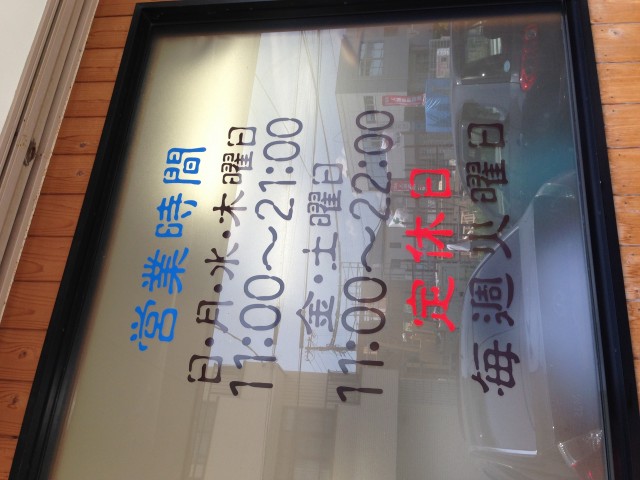 営業時間
日・月・水・木曜日
11:00～21:00
金・土曜日
11:00～22:00
定休日
毎週火曜日